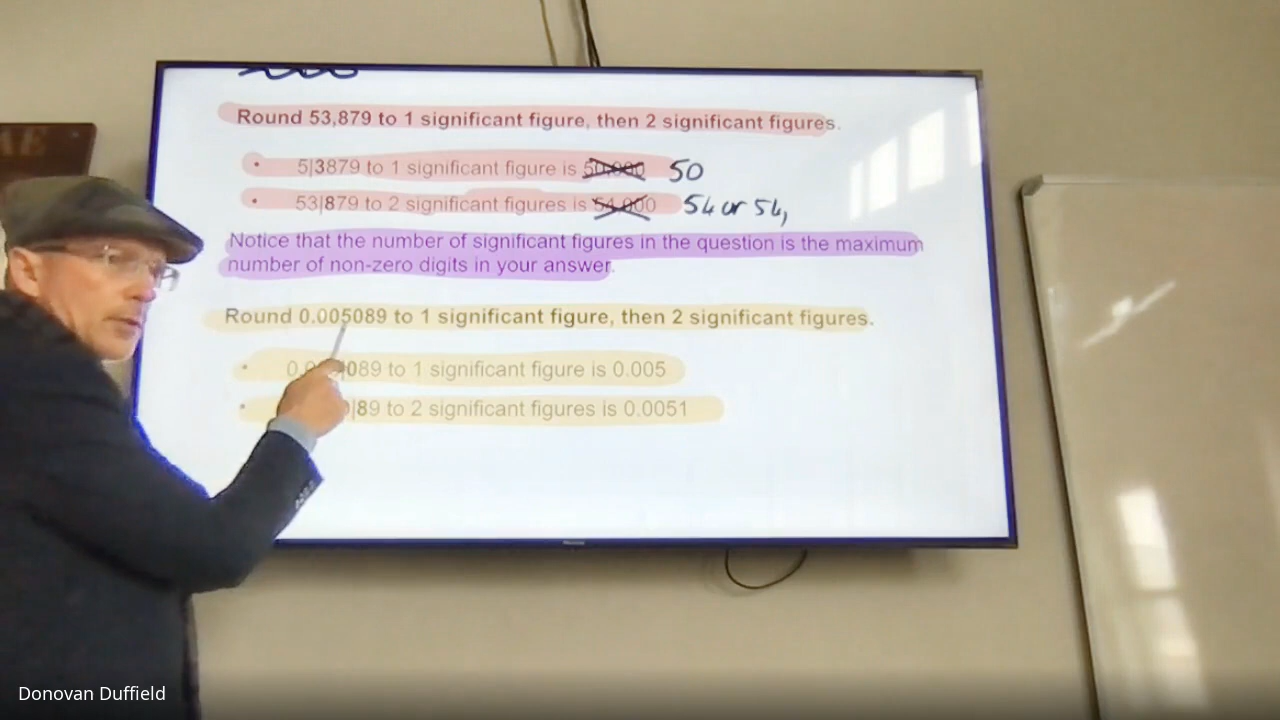 AE
Round 53,879 to 1 significant figure, then 2 significant figures.
• 5|3879 to 1 significant figure is 50,000 50
• 53|879 to 2 significant figures is 54,000 54 or 54,
Notice that the number of significant figures in the question is the maximum
number of non-zero digits in your answer.
Round 0.005089 to 1 significant figure, then 2 significant figures.
• 089 to 1 significant figure is 0.005
• |89 to 2 significant figures is 0.0051
Donovan Duffield